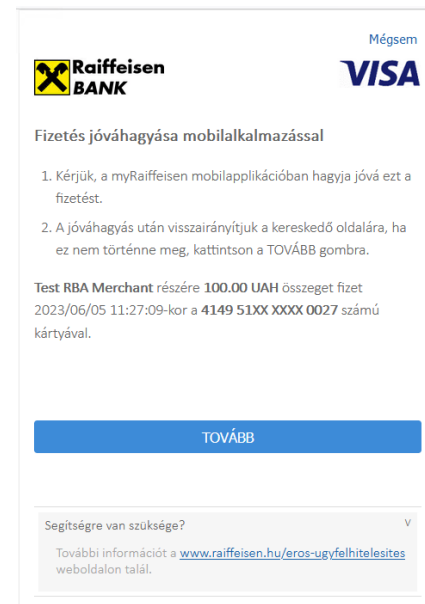 Mégsem
Raiffeisen
BANK
VISA
Fizetés jóváhagyása mobilalkalmazással
1. Kérjük, a myRaiffeisen mobilapplikációban hagyja jóvá ezt a
fizetést.
2. A jóváhagyás után visszairányítjuk a kereskedő oldalára, ha
ez nem történne meg, kattintson a TOVÁBB gombra.
Test RBA Merchant részére 100.00 UAH összeget fizet
2023/06/05 11:27:09-kor a 4149 51XX XXXX 0027 számú
kártyával.
TOVÁBB
Segítségre van szüksége? V
További információt a www.raiffeisen.hu/eros-ugyfelhitelesites
weboldalon talál.